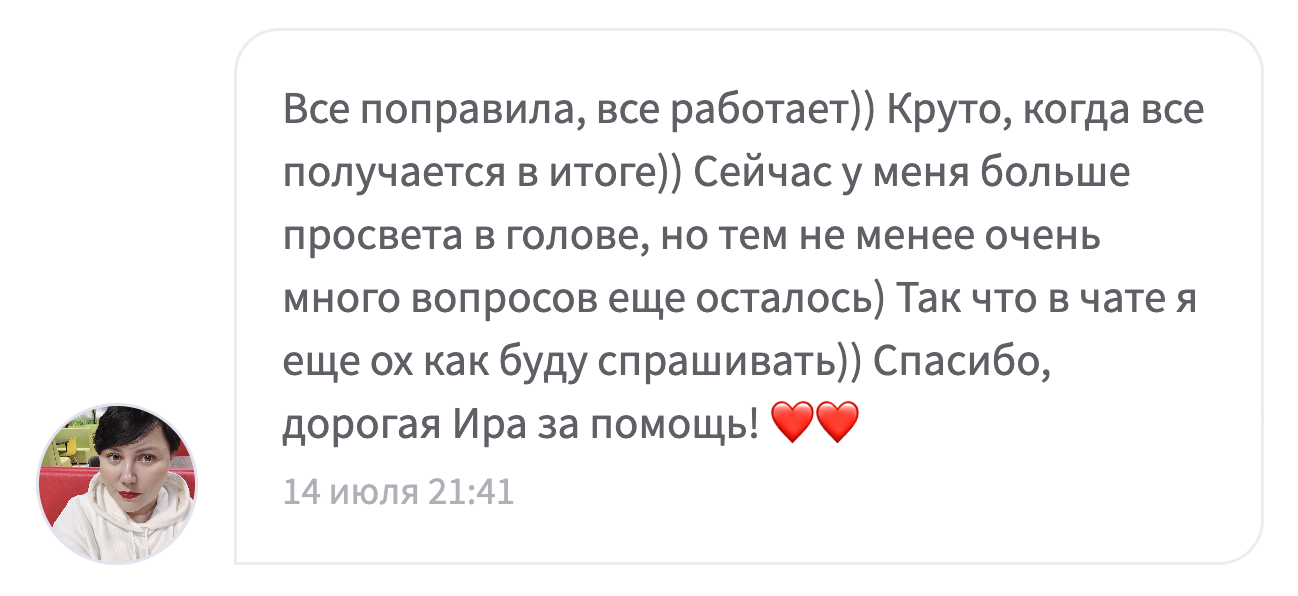 Все поправила, все работает)) Круто, когда все
получается в итоге)) Сейчас у меня больше
просвета в голове, но тем не менее очень
много вопросов еще осталось) Так что в чате я
еще ох как буду спрашивать)) Спасибо,
дорогая Ира за помощь! ❤️❤️
14 июля 21:41